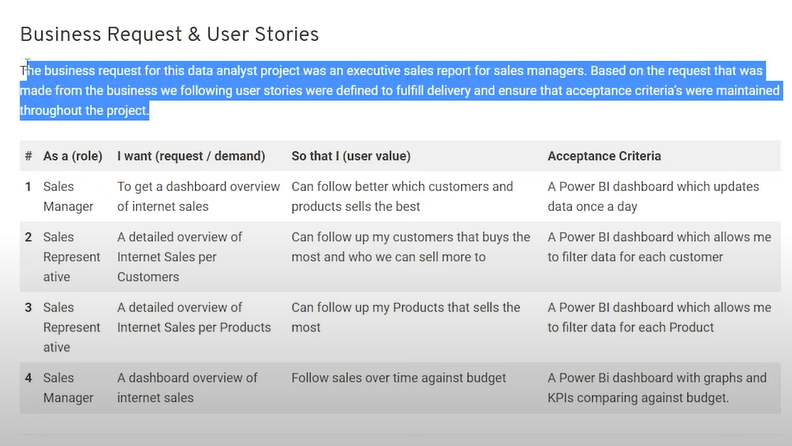 Business Request & User Stories
The business request for this data analyst project was an executive sales report for sales managers. Based on the request that was
made from the business we following user stories were defined to fulfill delivery and ensure that acceptance criteria's were maintained
throughout the project.
# As a (role) I want (request / demand) So that I (user value) Acceptance Criteria
1 Sales To get a dashboard overview Can follow better which customers and A Power BI dashboard which updates
Manager of internet sales products sells the best data once a day
2 Sales A detailed overview of Can follow up my customers that buys the A Power BI dashboard which allows me
Represent Internet Sales per most and who we can sell more to to filter data for each customer
ative Customers
3 Sales A detailed overview of Can follow up my Products that sells the A Power BI dashboard which allows me
Represent Internet Sales per Products most to filter data for each Product
ative
4 Sales A dashboard overview of Follow sales over time against budget A Power Bi dashboard with graphs and
Manager internet sales KPIs comparing against budget.